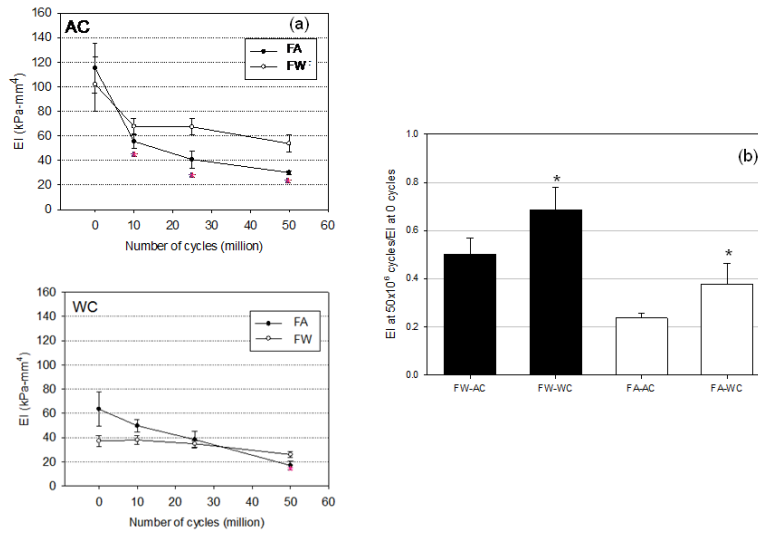 AC
(a)
FA
FW
160
140
120
100
80
60
40
20
0
EI (kPa-mm⁴)
*
*
*
0 10 20 30 40 50 60
Number of cycles (million)
WC
FA
FW
160
140
120
100
80
60
40
20
0
EI (kPa-mm⁴)
*
0 10 20 30 40 50 60
Number of cycles (million)
(b)
1.0
0.8
0.6
0.4
0.2
0.0
EI at 50x10⁶ cycles/EI at 0 cycles
*
*
FW-AC FW-WC FA-AC FA-WC